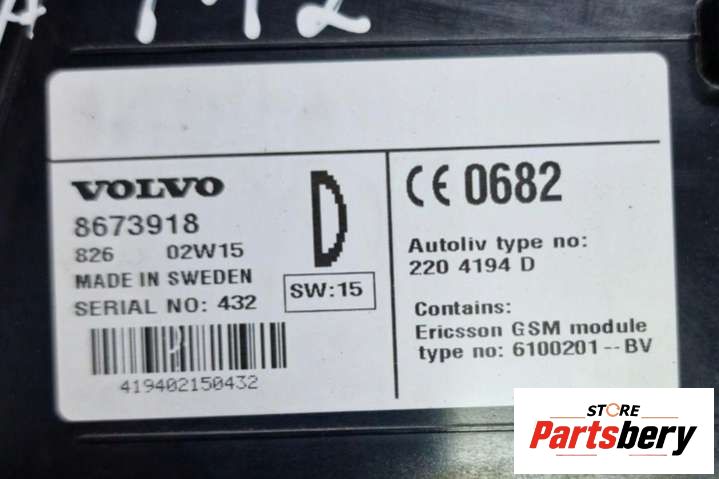 VOLVO
8673918
826 02W15
MADE IN SWEDEN
SERIAL NO: 432
419402150432
D
SW:15
CE 0682
Autoliv type no:
220 4194 D
Contains:
Ericsson GSM module
type no: 6100201--BV
STORE
Partsbery